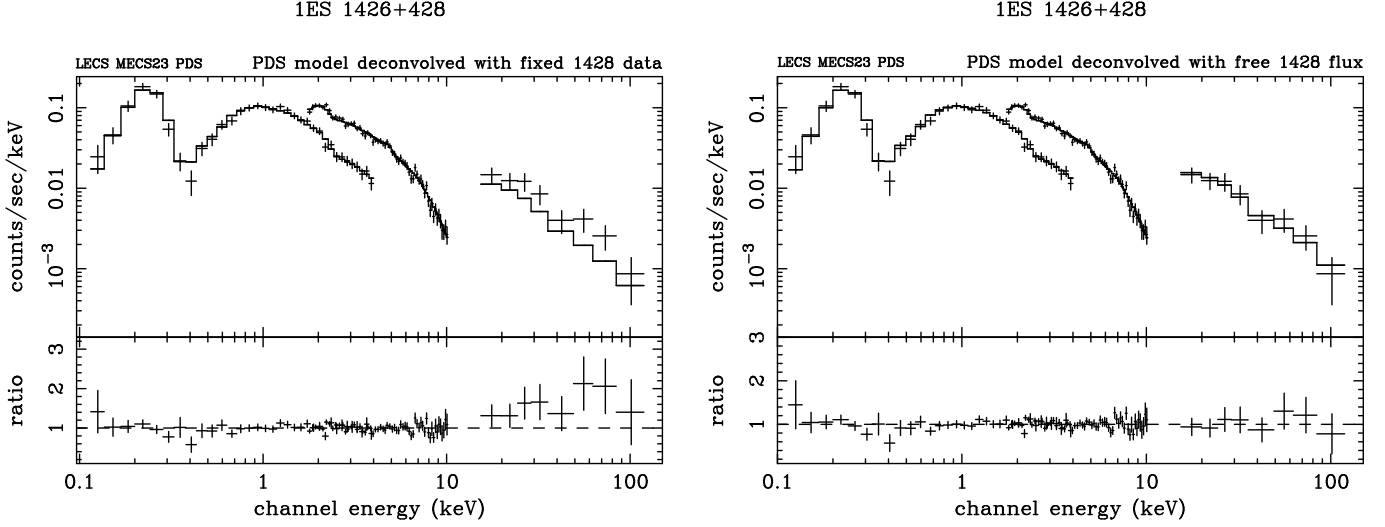 1ES 1426+428
LECS MECS23 PDS PDS model deconvolved with fixed 1428 data
counts/sec/keV
0.1
0.01
10−3
ratio
3
2
1
0.1 1 10 100
channel energy (keV)
1ES 1426+428
LECS MECS23 PDS PDS model deconvolved with free 1428 flux
counts/sec/keV
0.1
0.01
10−3
ratio
3
2
1
0.1 1 10 100
channel energy (keV)